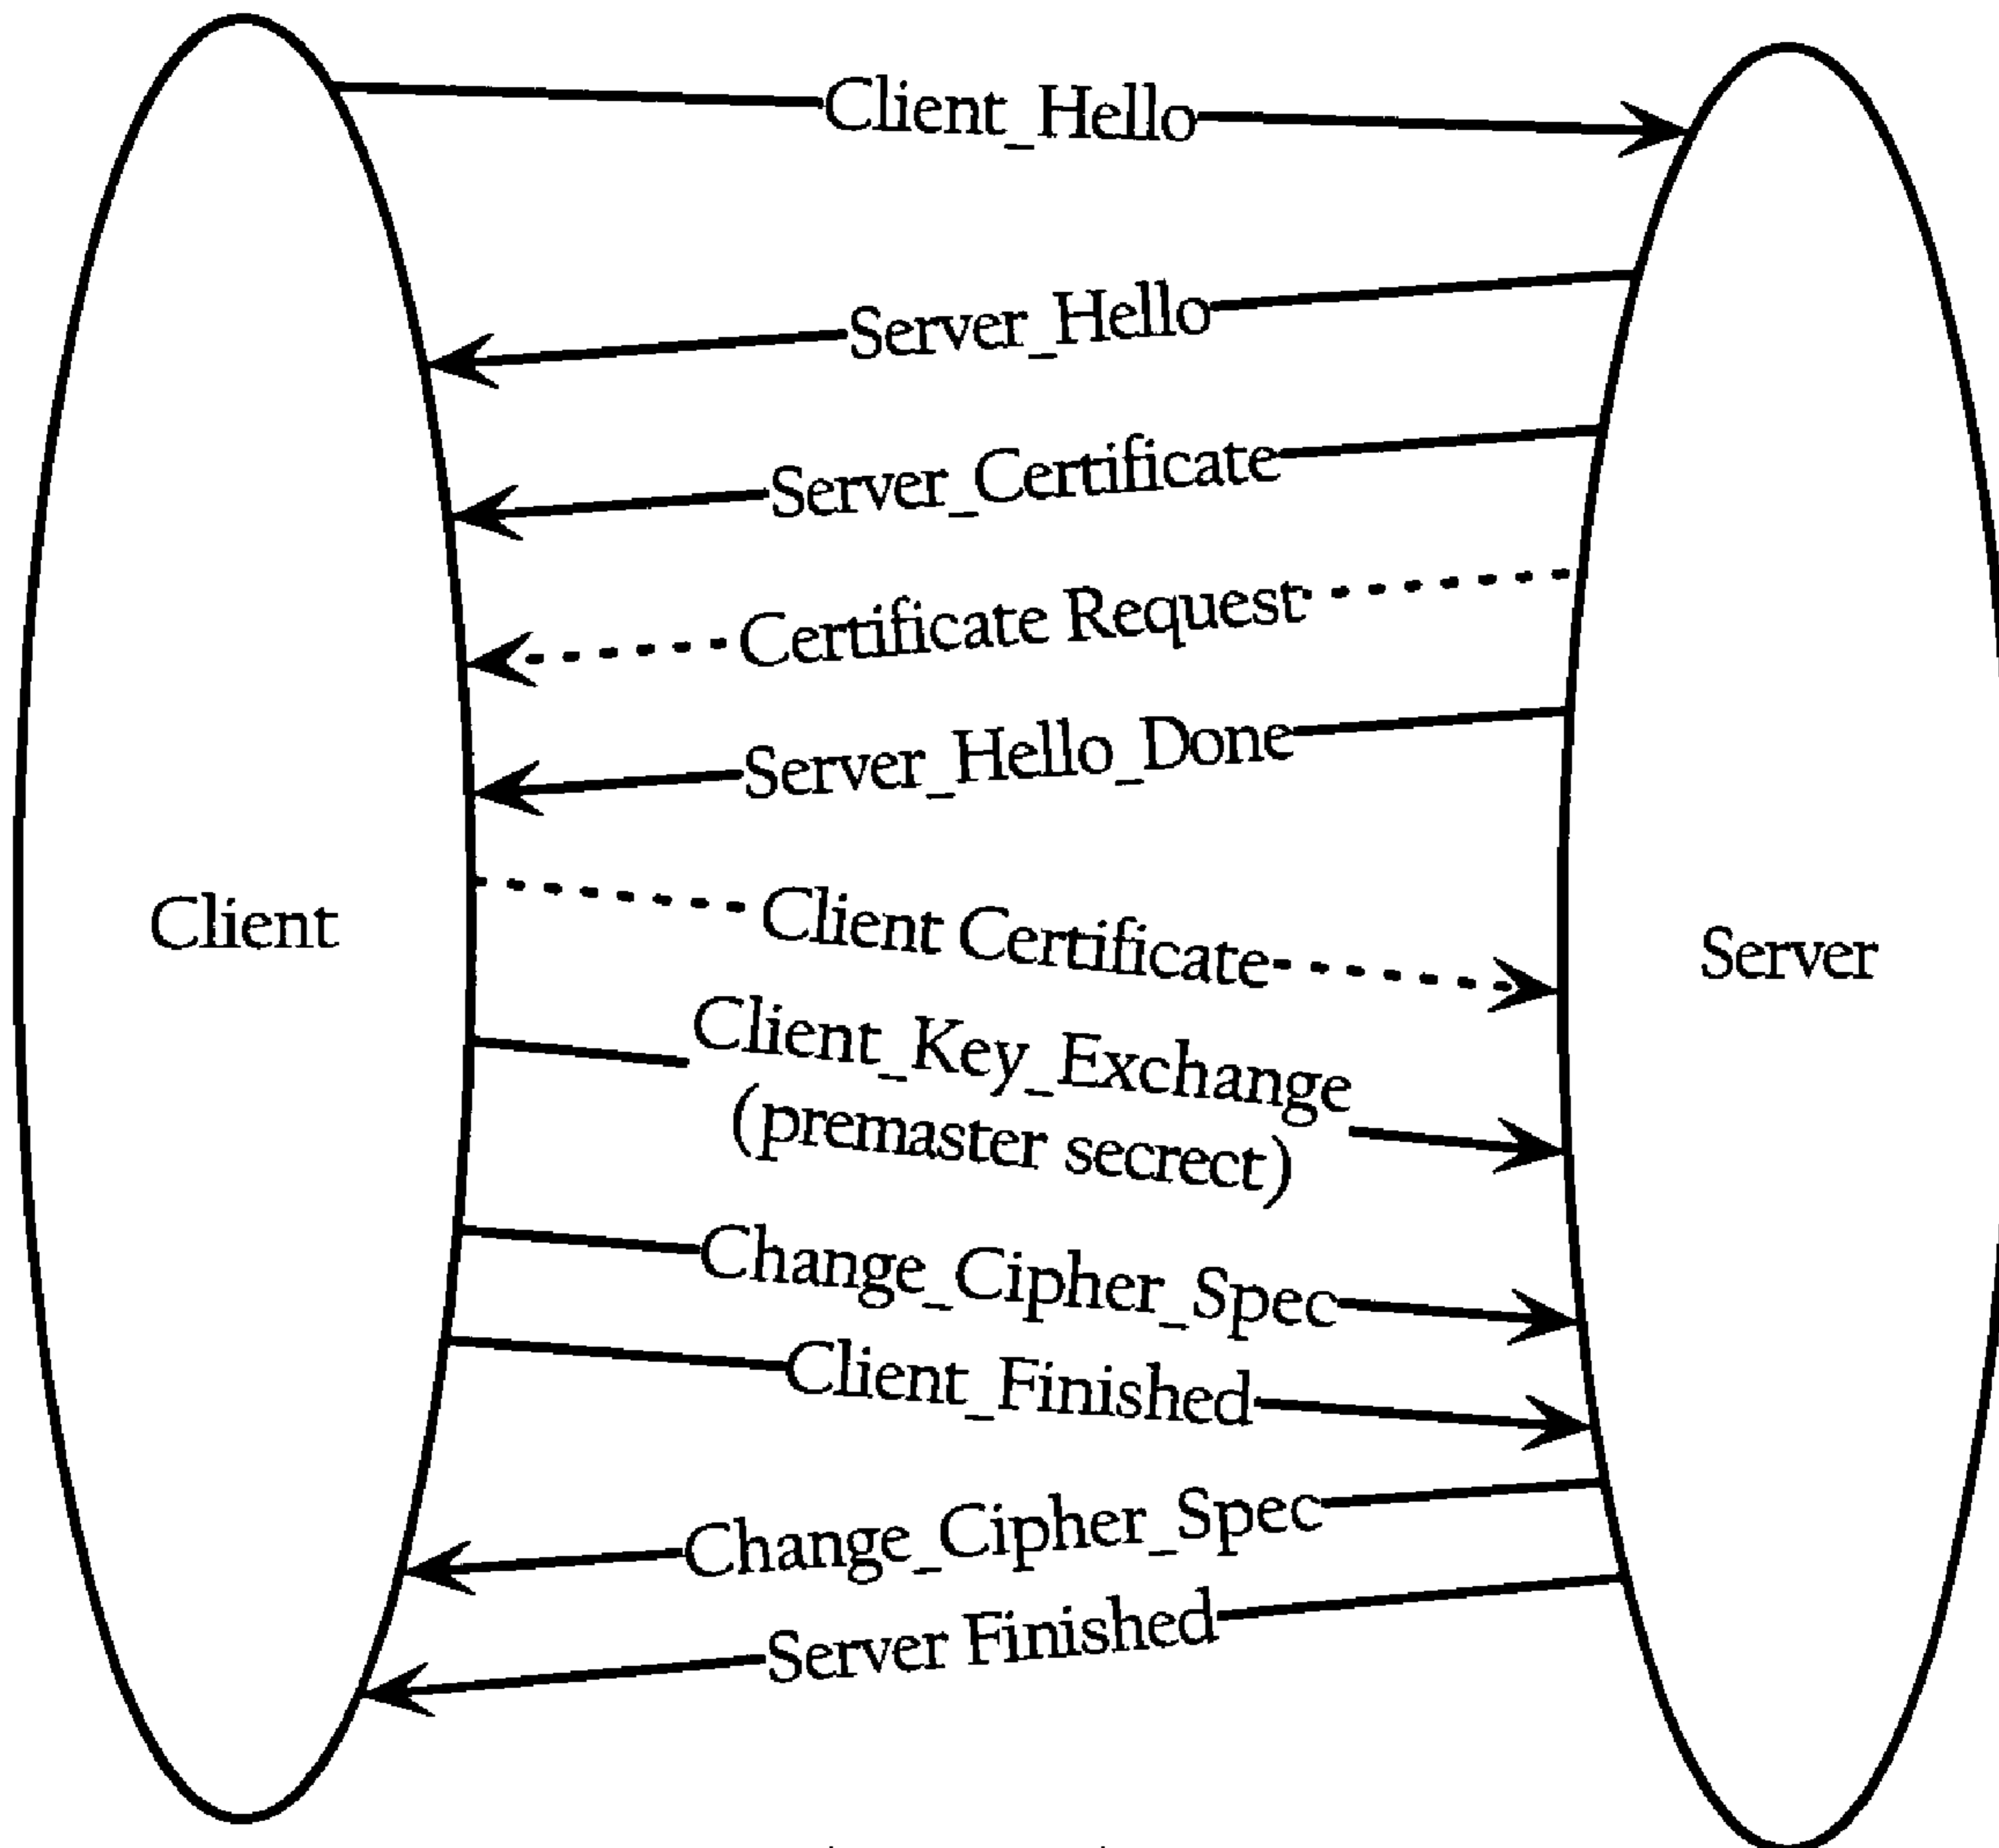 Client_Hello
Server_Hello
Server_Certificate
Certificate Request
Server_Hello_Done
Client Certificate
Client
Server
Client_Key_Exchange
(premaster secrect)
Change_Cipher_Spec
Client_Finished
Change_Cipher_Spec
Server Finished